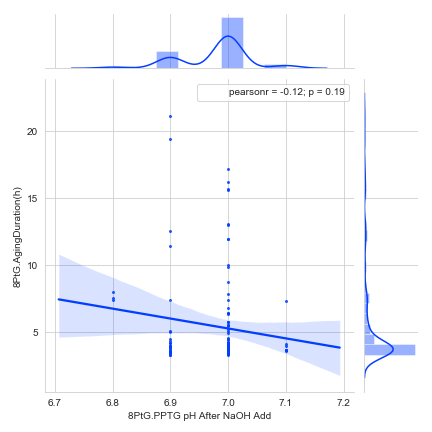 pearsonr = -0.12; p = 0.19
20
15
10
5
8PtG.AgingDuration(h)
6.7 6.8 6.9 7.0 7.1 7.2
8PtG.PPTG pH After NaOH Add